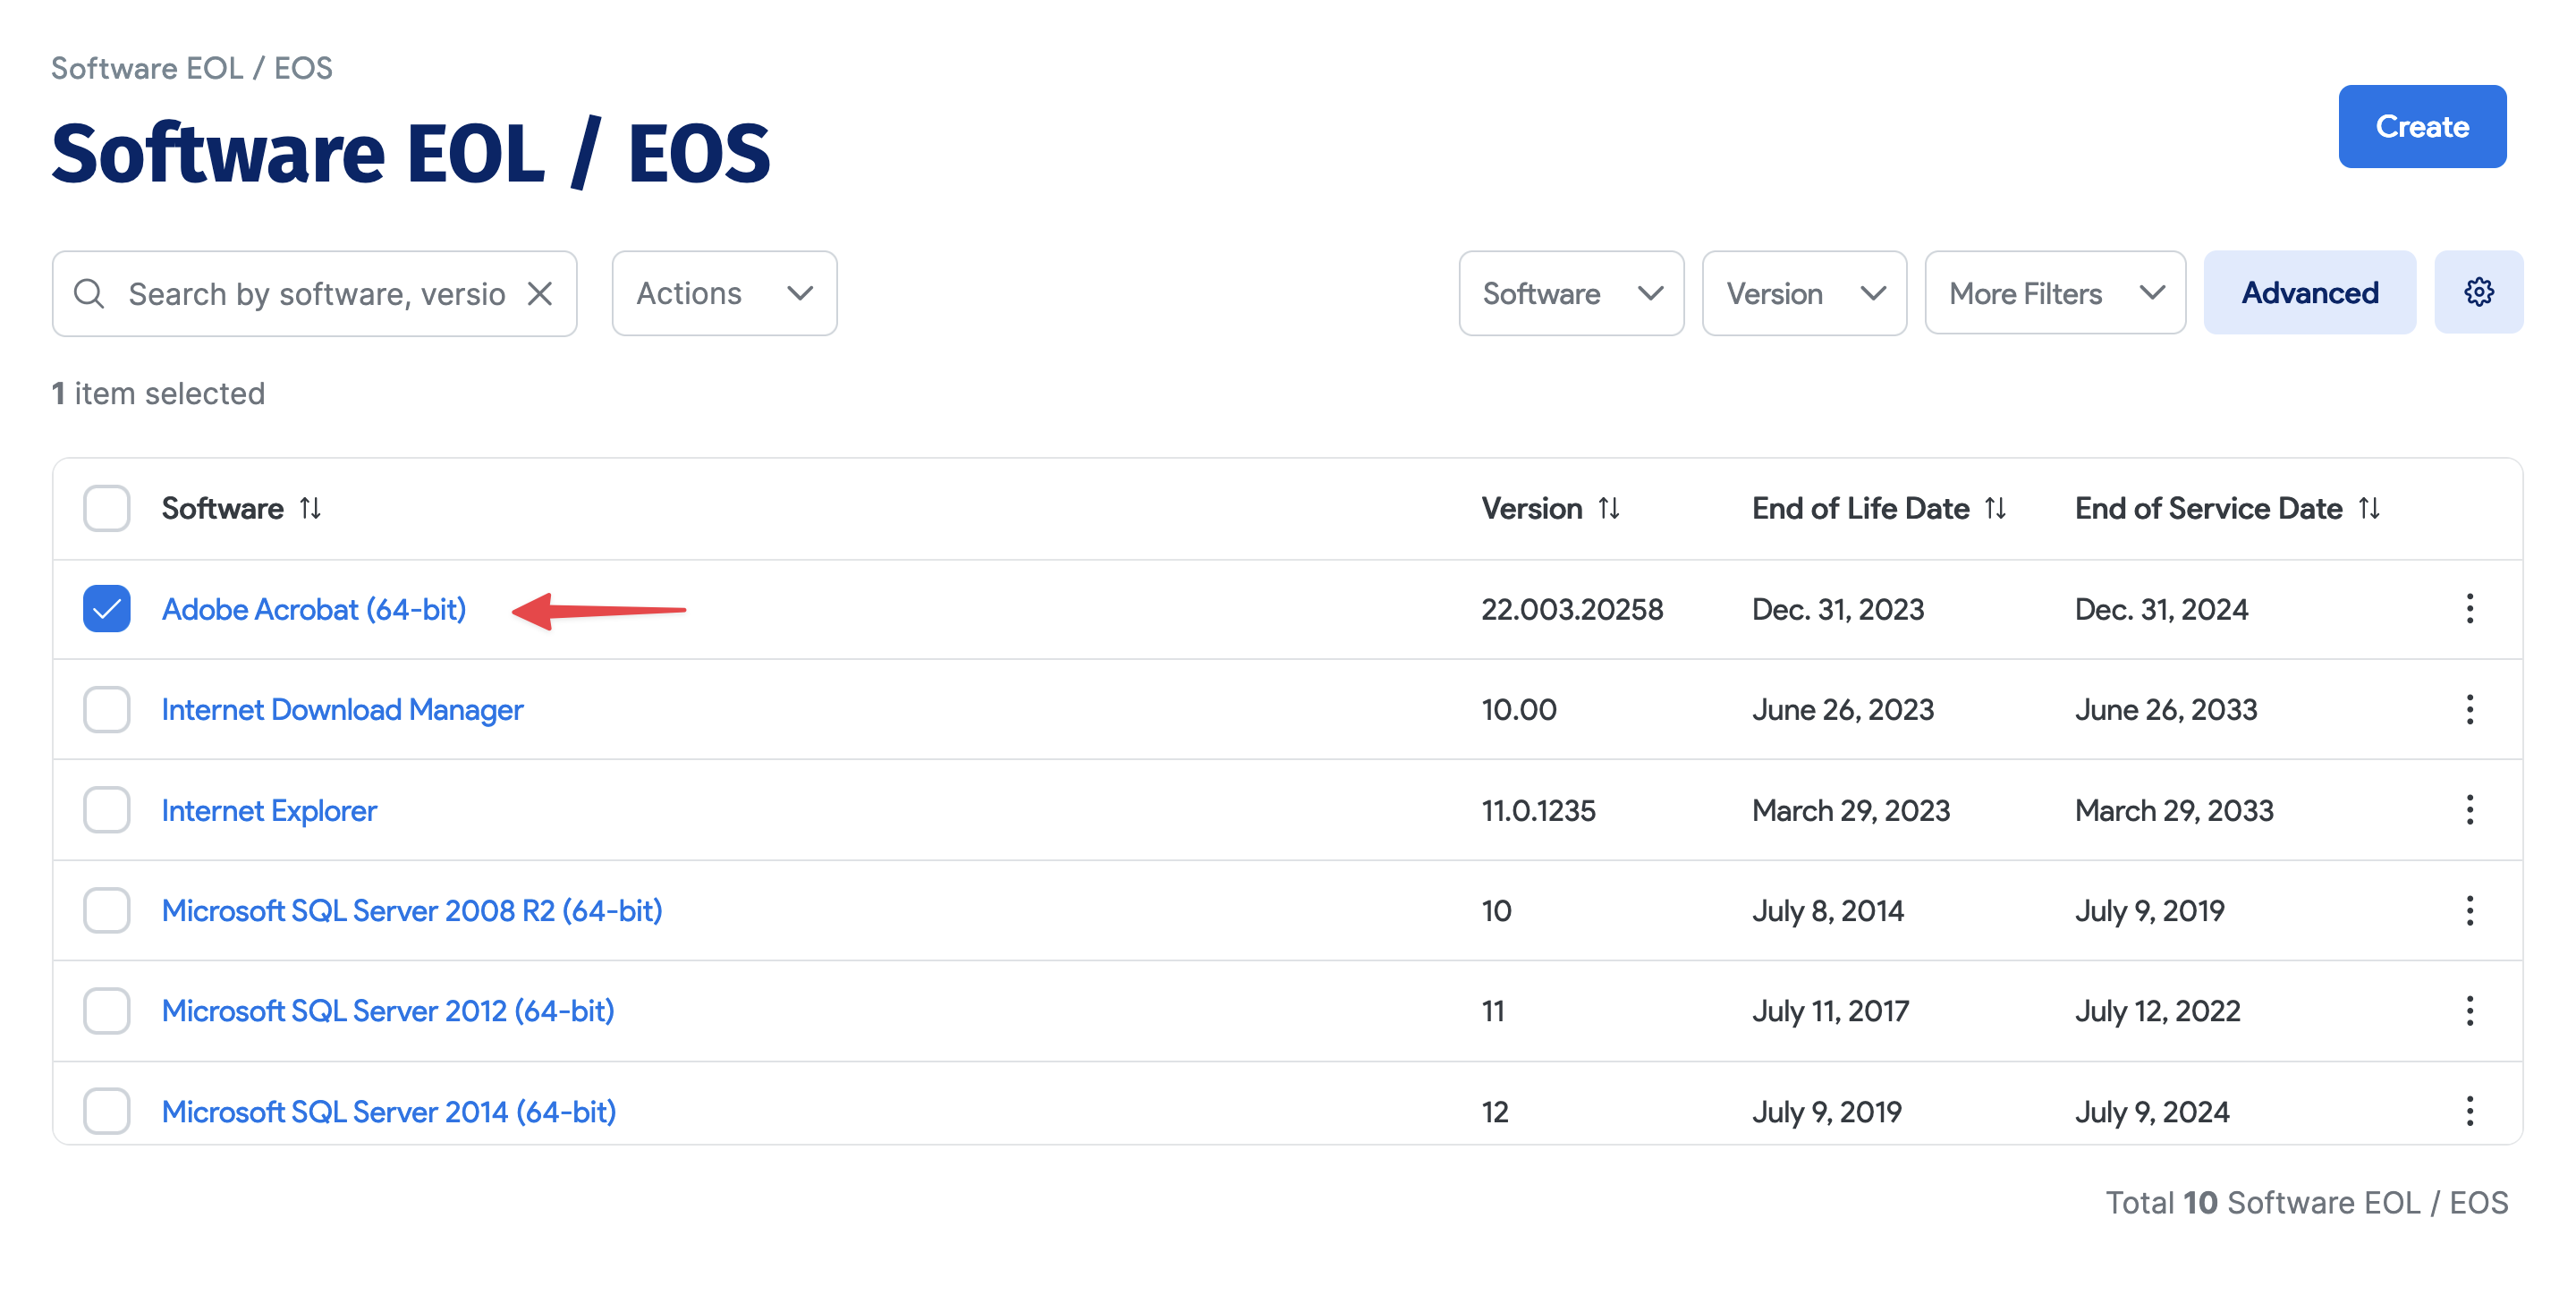 Software EOL / EOS
Software EOL / EOS
Create
Search by software, versio
Actions
Software
Version
More Filters
Advanced
1 item selected
Software Version End of Life Date End of Service Date
Adobe Acrobat (64-bit) 22.003.20258 Dec. 31, 2023 Dec. 31, 2024
Internet Download Manager 10.00 June 26, 2023 June 26, 2033
Internet Explorer 11.0.1235 March 29, 2023 March 29, 2033
Microsoft SQL Server 2008 R2 (64-bit) 10 July 8, 2014 July 9, 2019
Microsoft SQL Server 2012 (64-bit) 11 July 11, 2017 July 12, 2022
Microsoft SQL Server 2014 (64-bit) 12 July 9, 2019 July 9, 2024
Total 10 Software EOL / EOS